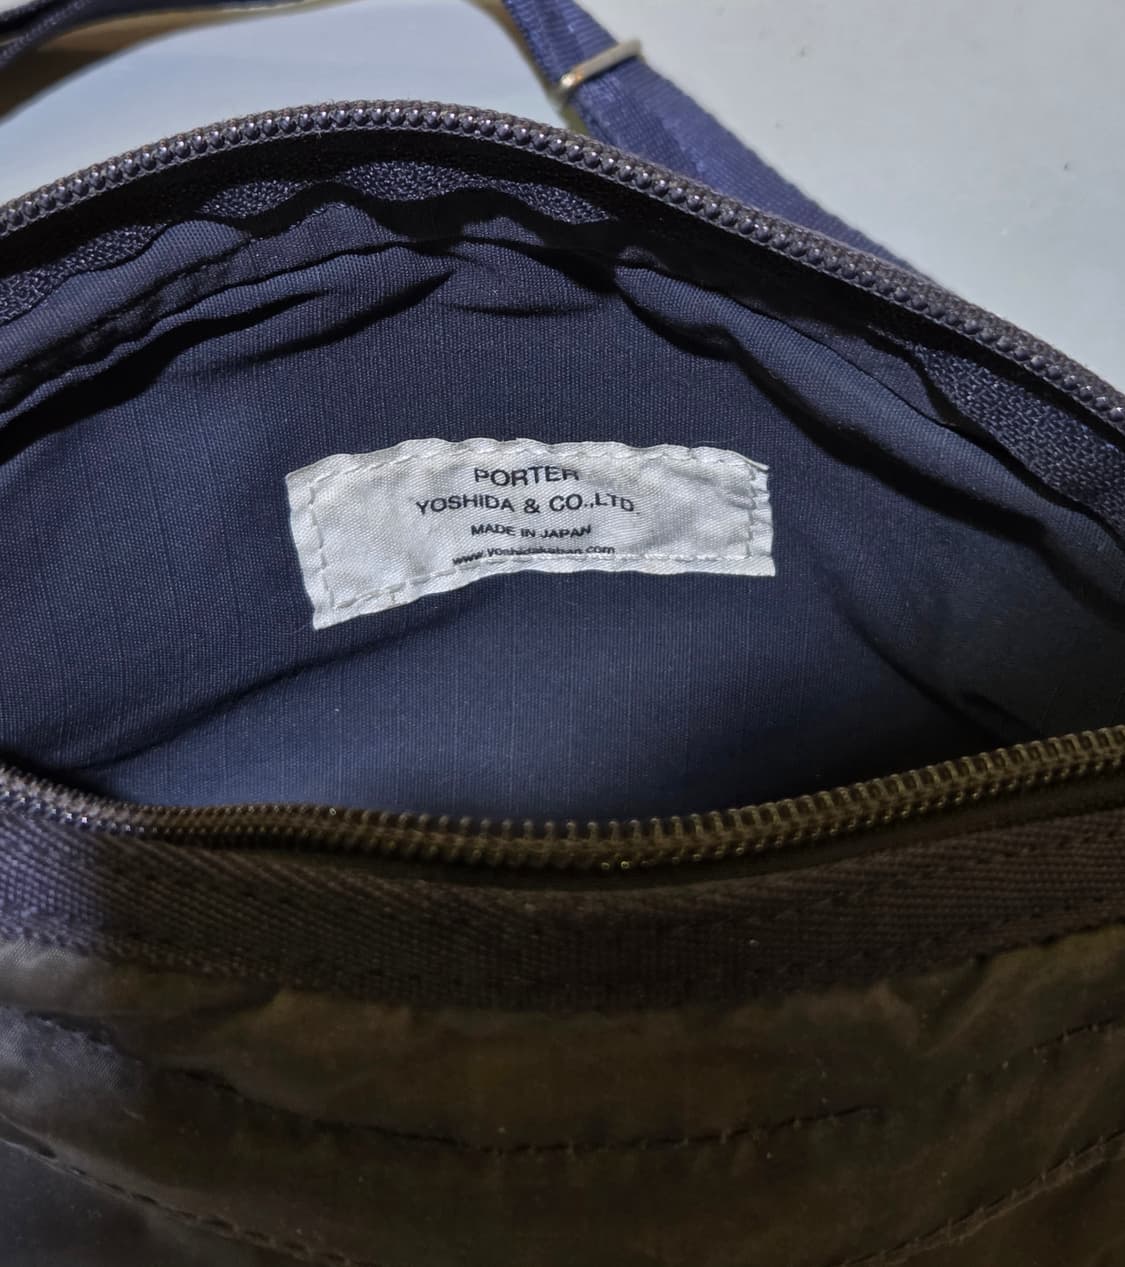 PORTER
YOSHIDA & CO.,LTD.
MADE IN JAPAN
www.yoshidakaban.com